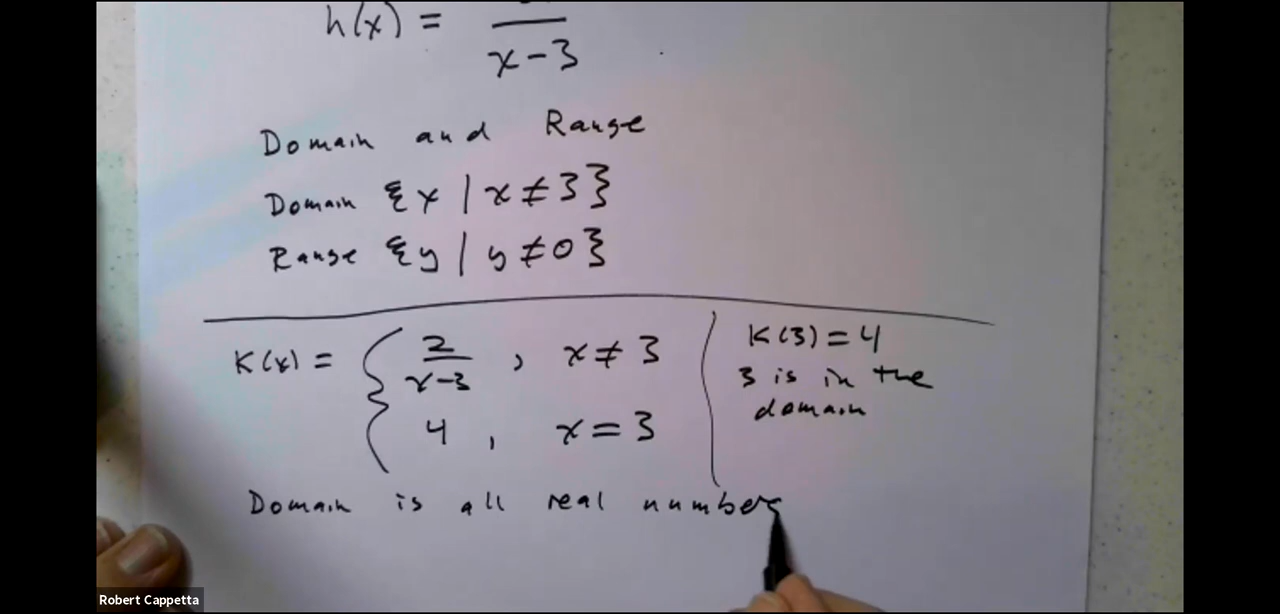 h(x) =
x-3
Domain and Range
Domain {x | x≠3}
Range {y | y≠0}
K(x) = { 2/(x-3) , x≠3
4 , x=3
K(3)=4
3 is in the
domain
Domain is all real numbers
Robert Cappetta